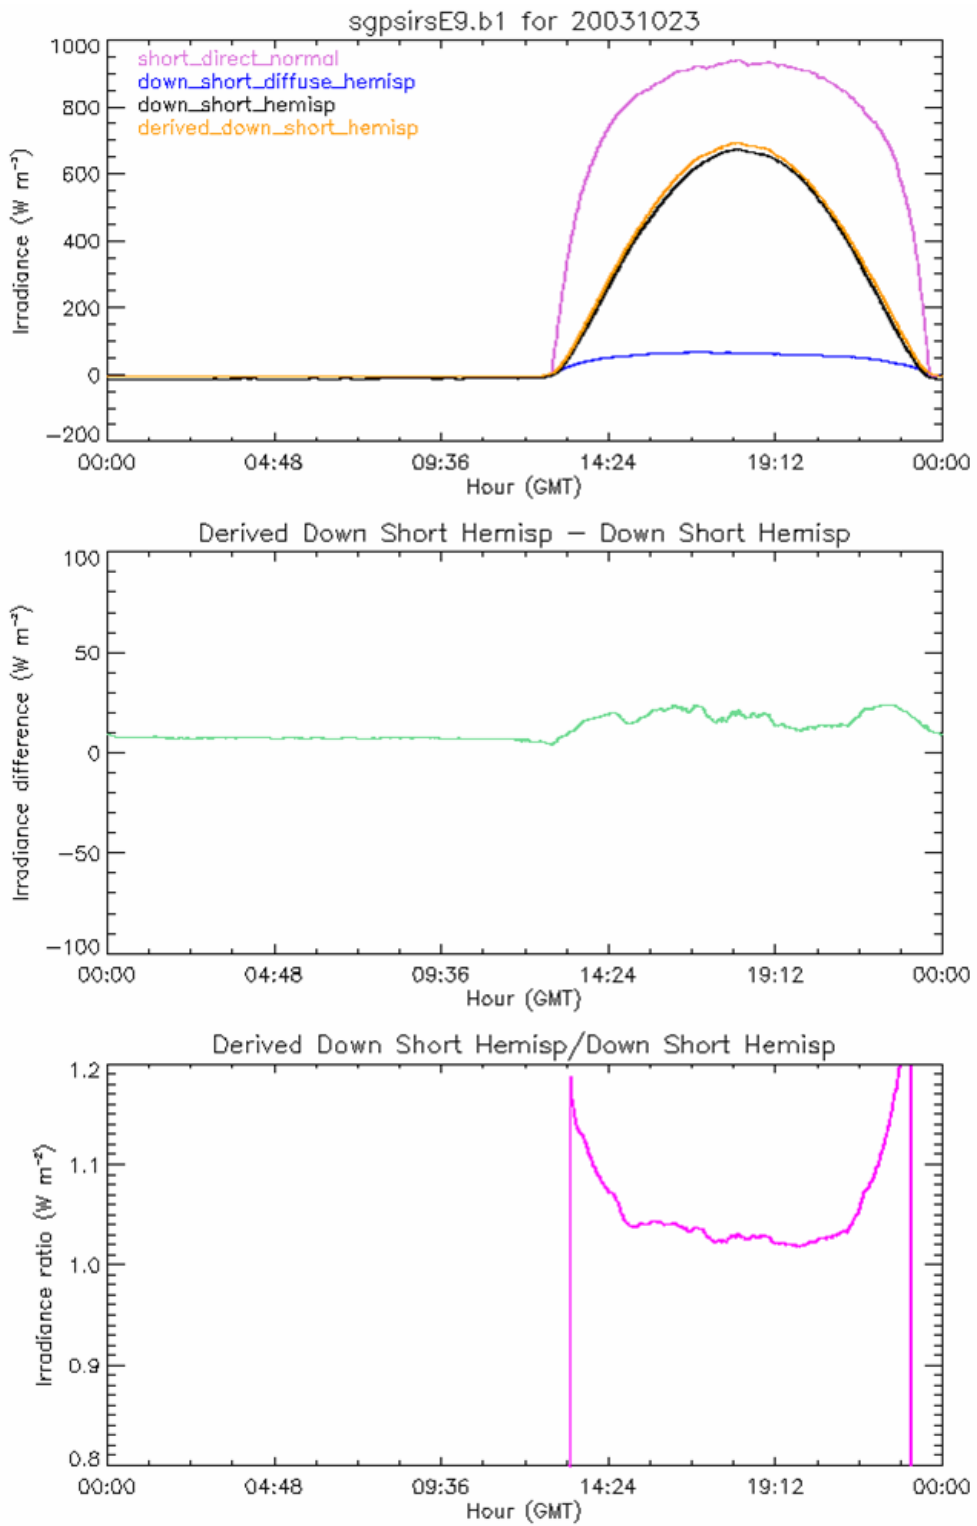 sgpsirsE9.b1 for 20031023
short_direct_normal
down_short_diffuse_hemisp
down_short_hemisp
derived_down_short_hemisp
1000
800
600
400
200
0
−200
Irradiance (W m⁻²)
00:00 04:48 09:36 14:24 19:12 00:00
Hour (GMT)
Derived Down Short Hemisp − Down Short Hemisp
100
50
0
−50
−100
Irradiance difference (W m⁻²)
00:00 04:48 09:36 14:24 19:12 00:00
Hour (GMT)
Derived Down Short Hemisp/Down Short Hemisp
1.2
1.1
1.0
0.9
0.8
Irradiance ratio (W m⁻²)
00:00 04:48 09:36 14:24 19:12 00:00
Hour (GMT)